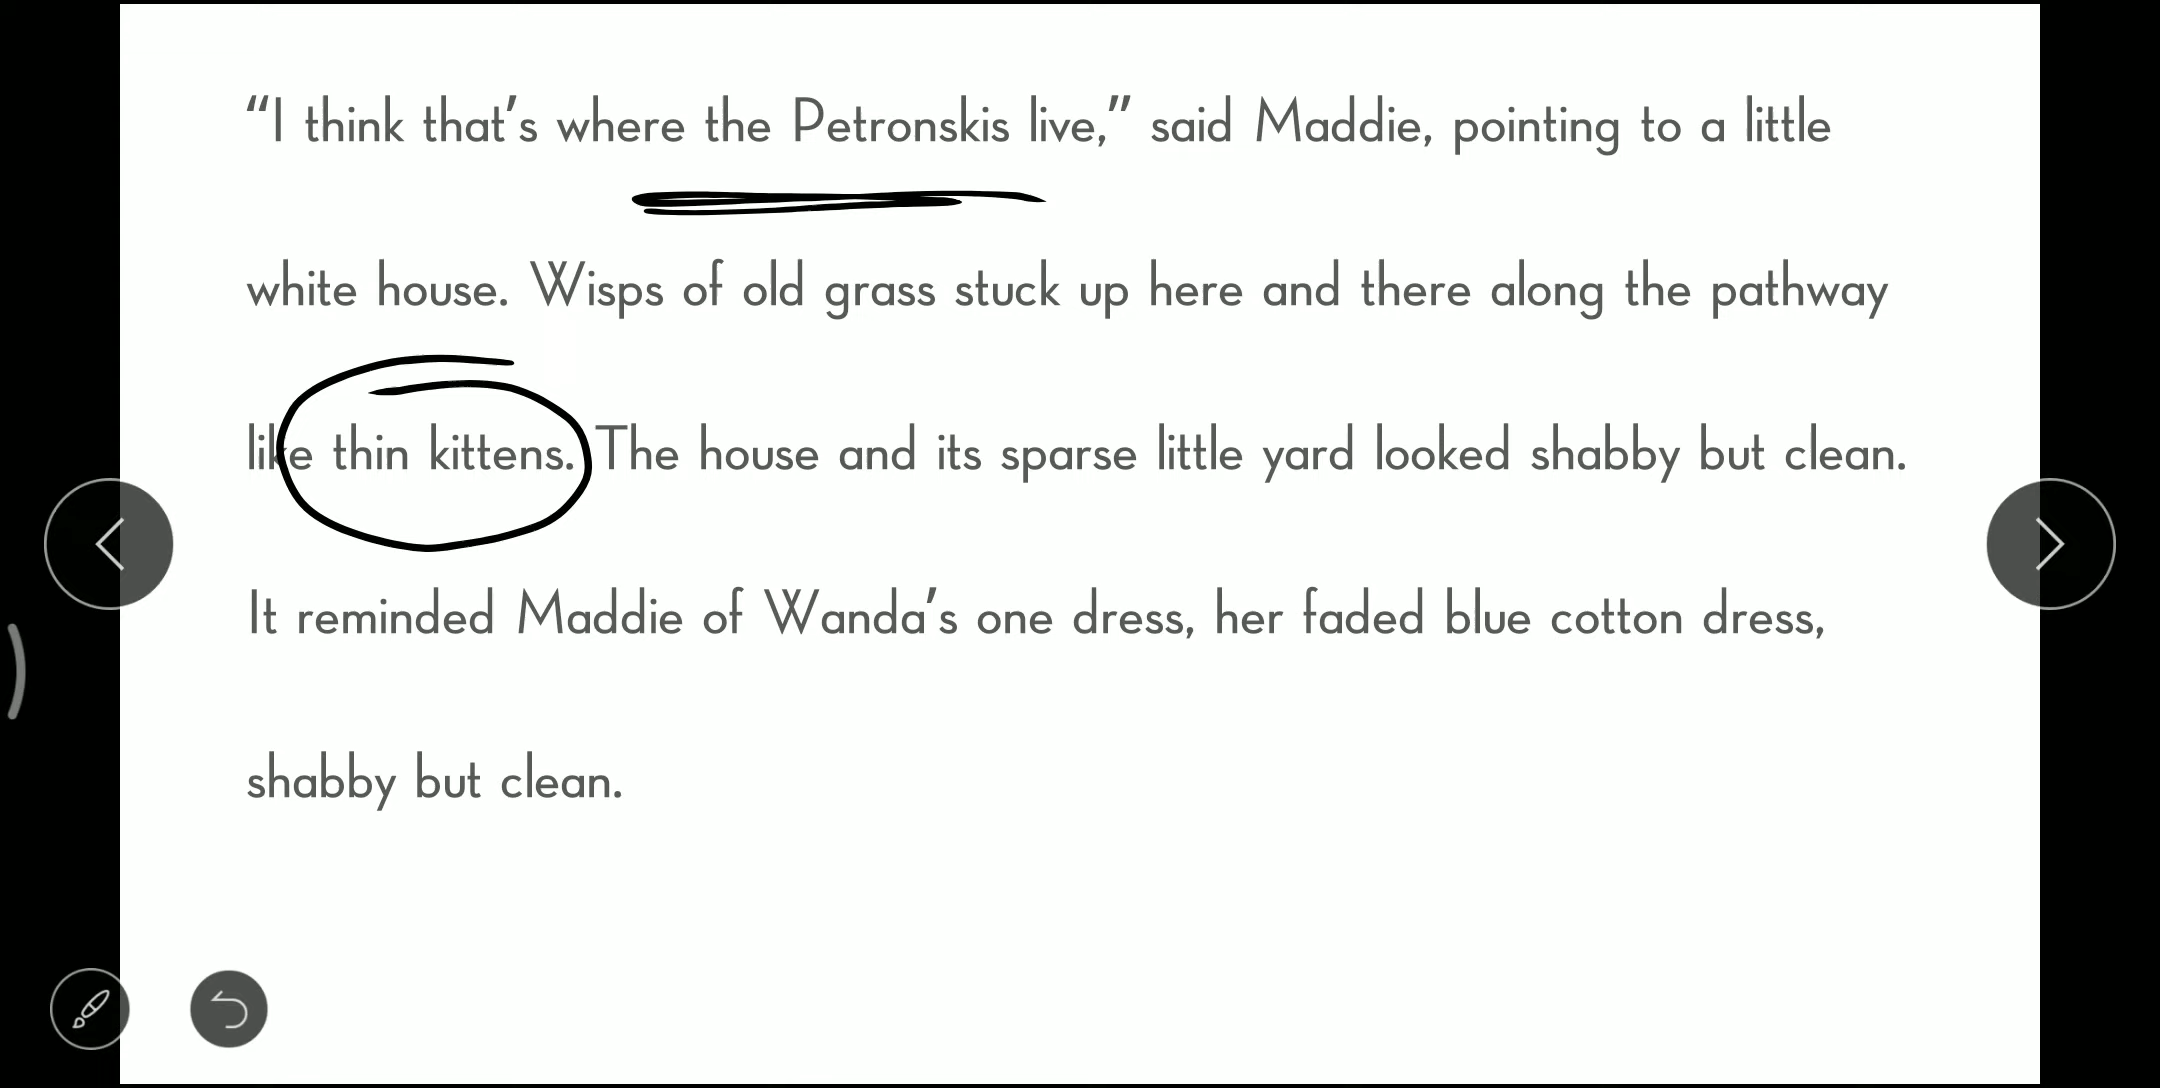 “I think that’s where the Petronskis live,” said Maddie, pointing to a little
white house. Wisps of old grass stuck up here and there along the pathway
like thin kittens. The house and its sparse little yard looked shabby but clean.
It reminded Maddie of Wanda’s one dress, her faded blue cotton dress,
shabby but clean.